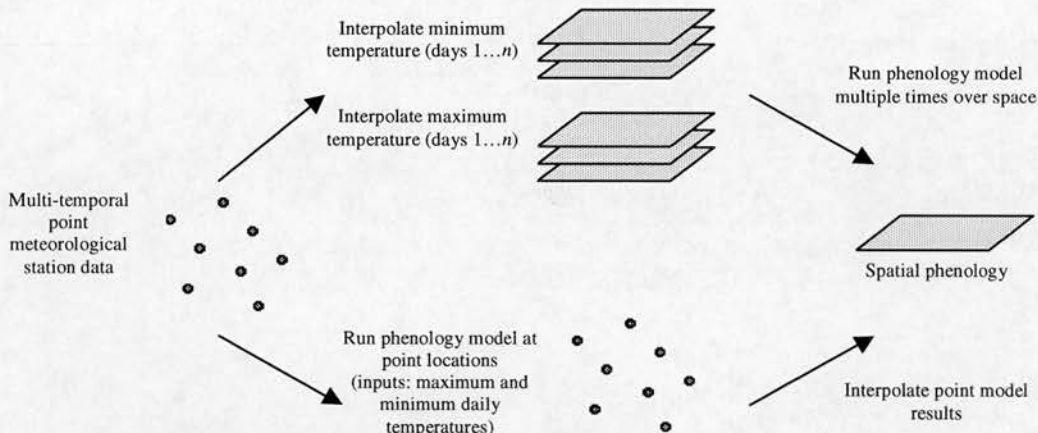 Interpolate minimum
temperature (days 1…n)
Interpolate maximum
temperature (days 1…n)
Run phenology model
multiple times over space
Multi-temporal
point
meteorological
station data
Spatial phenology
Run phenology model at
point locations
(inputs: maximum and
minimum daily
temperatures)
Interpolate point model
results